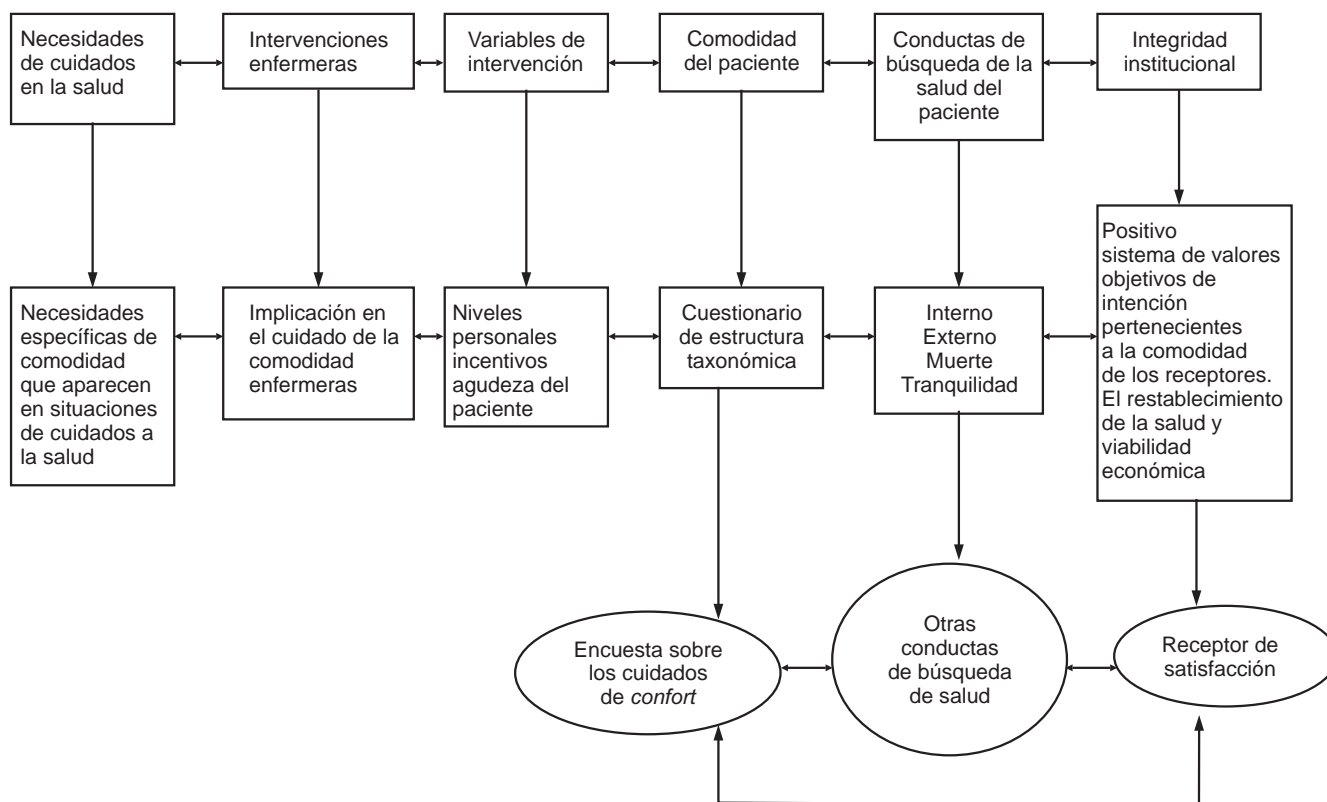 Necesidades
de cuidados
en la salud
Intervenciones
enfermeras
Variables de
intervención
Comodidad
del paciente
Conductas de
búsqueda de la
salud del
paciente
Integridad
institucional
Necesidades
específicas de
comodidad
que aparecen
en situaciones
de cuidados a
la salud
Implicación en
el cuidado de la
comodidad
enfermeras
Niveles
personales
incentivos
agudeza del
paciente
Cuestionario
de estructura
taxonómica
Interno
Externo
Muerte
Tranquilidad
Positivo
sistema de valores
objetivos de
intención
pertenecientes
a la comodidad
de los receptores.
El restablecimiento
de la salud y
viabilidad
económica
Encuesta sobre
los cuidados
de confort
Otras
conductas
de búsqueda
de salud
Receptor de
satisfacción